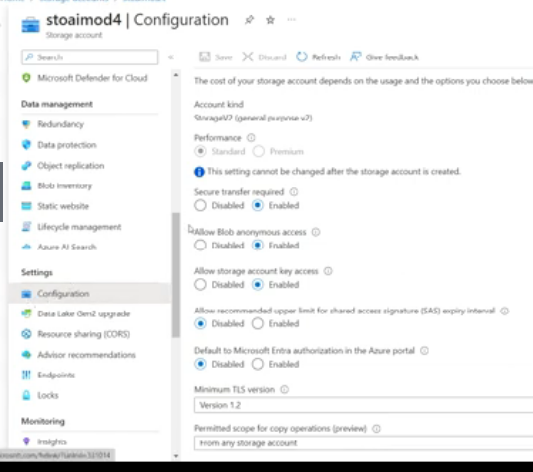 stoaimod4 | Configuration
Storage account
Search
Save Discard Refresh Give feedback
Microsoft Defender for Cloud
Data management
Redundancy
Data protection
Object replication
Blob inventory
Static website
Lifecycle management
Azure AI Search
Settings
Configuration
Data Lake Gen2 upgrade
Resource sharing (CORS)
Advisor recommendations
Endpoints
Locks
Monitoring
Insights
The cost of your storage account depends on the usage and the options you choose below
Account kind
StorageV2 (general purpose v2)
Performance
Standard Premium
This setting cannot be changed after the storage account is created.
Secure transfer required
Disabled Enabled
Allow Blob anonymous access
Disabled Enabled
Allow storage account key access
Disabled Enabled
Allow recommended upper limit for shared access signature (SAS) expiry interval
Disabled Enabled
Default to Microsoft Entra authorization in the Azure portal
Disabled Enabled
Minimum TLS version
Version 1.2
Permitted scope for copy operations (preview)
From any storage account